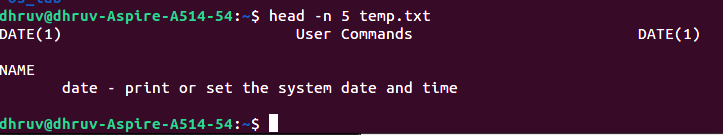 dhruv@dhruv-Aspire-A514-54:~$ head -n 5 temp.txt
DATE(1) User Commands DATE(1)
NAME
date - print or set the system date and time
dhruv@dhruv-Aspire-A514-54:~$